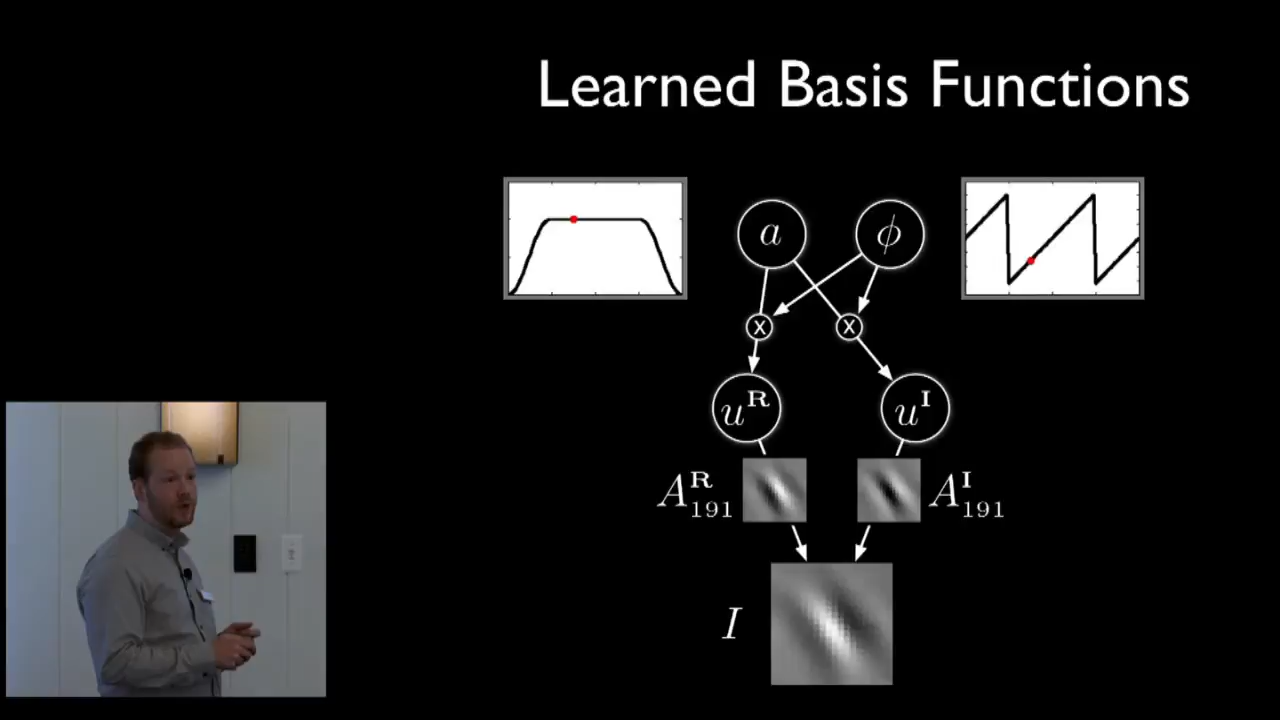 Learned Basis Functions
a
ϕ
x
x
u^R
u^I
A^R_191
A^I_191
I